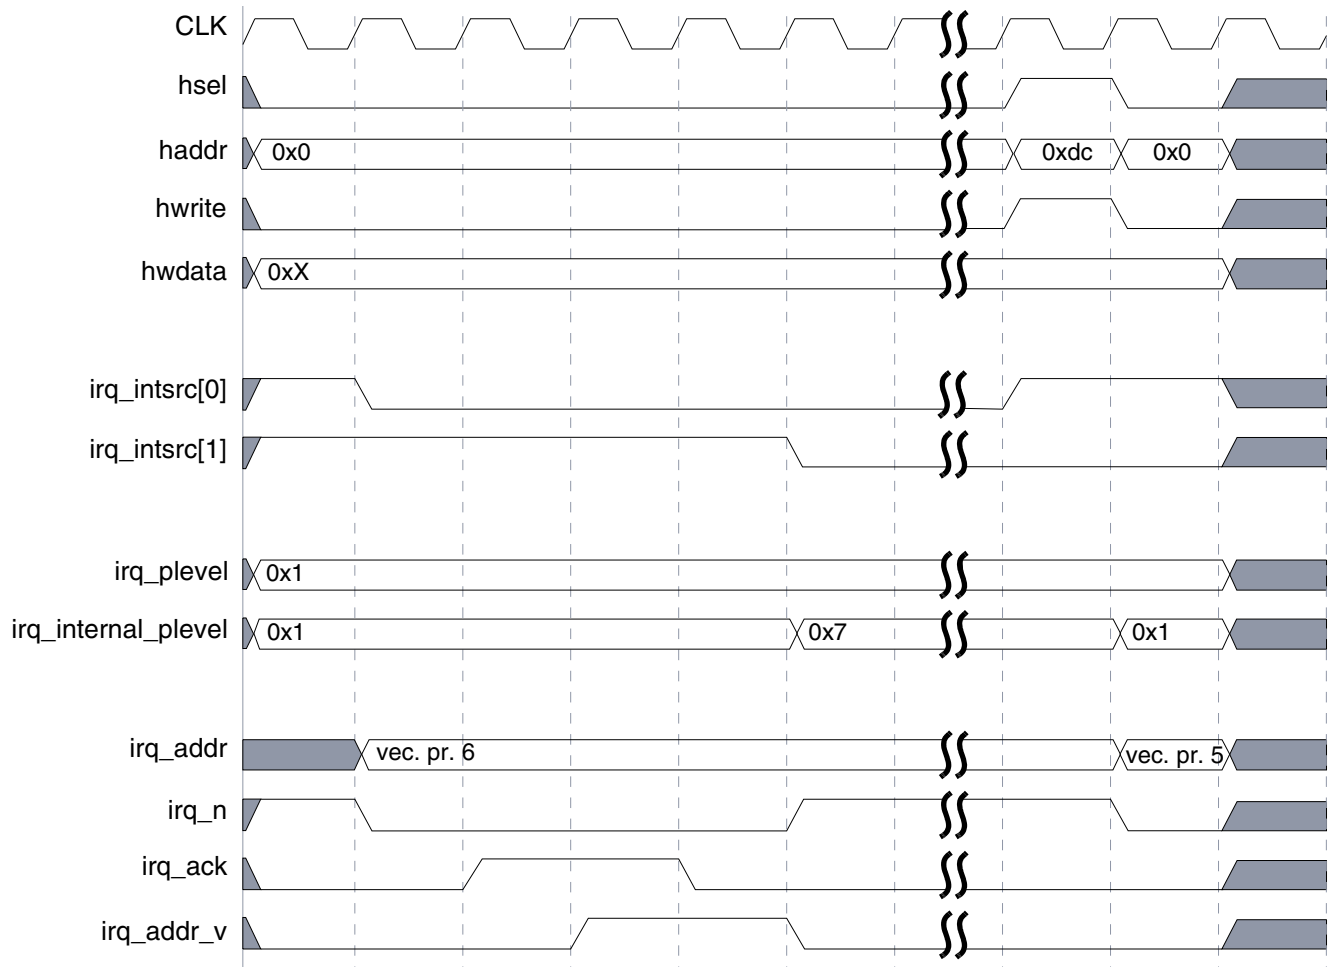 CLK
hsel
haddr 0x0 0xdc 0x0
hwrite
hwdata 0xX
irq_intsrc[0]
irq_intsrc[1]
irq_plevel 0x1
irq_internal_plevel 0x1 0x7 0x1
irq_addr vec. pr. 6 vec. pr. 5
irq_n
irq_ack
irq_addr_v